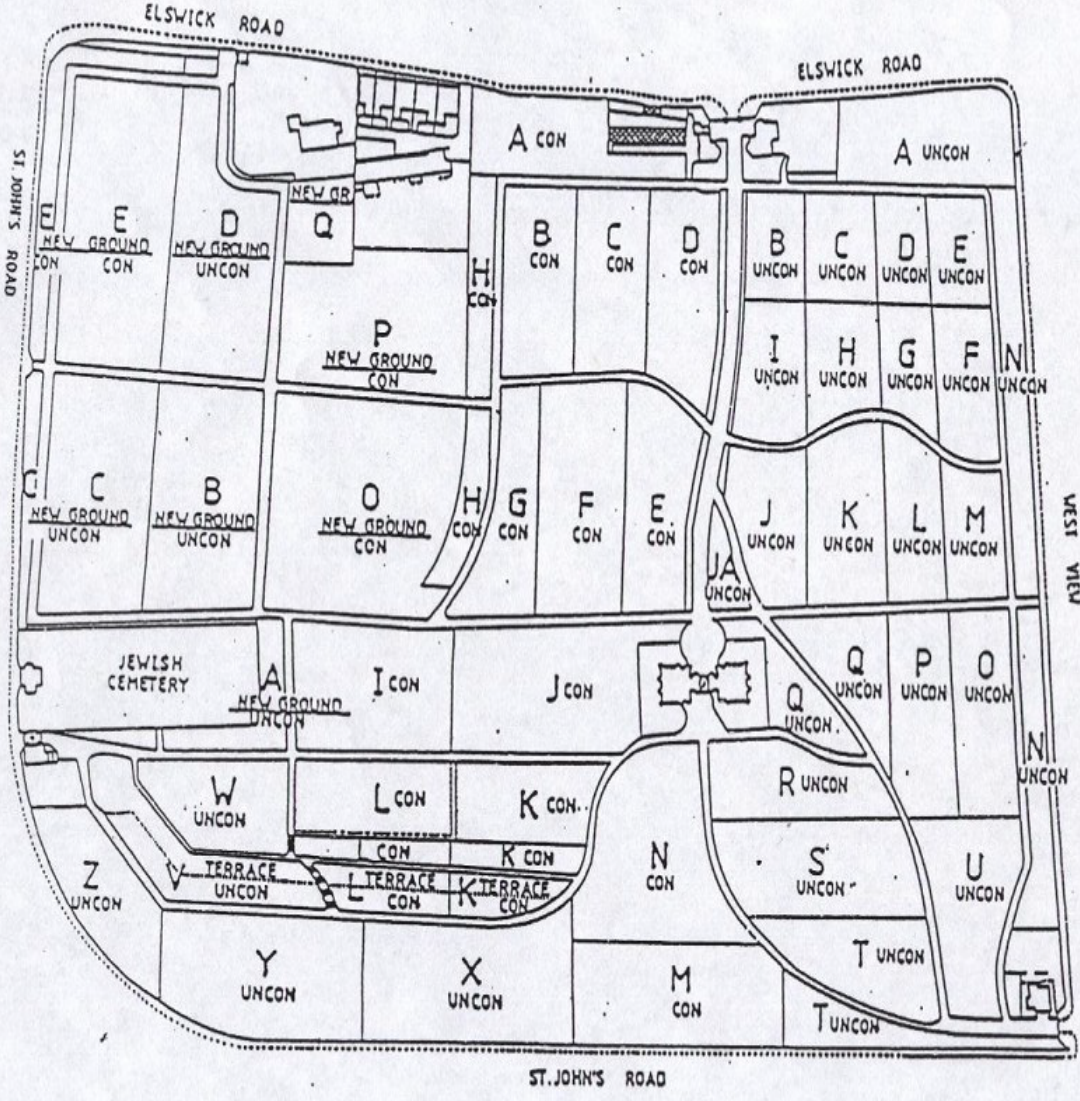 ELSWICK ROAD
ELSWICK ROAD
ST. JOHN'S ROAD
WEST VIEW
ST. JOHN'S ROAD
A CON
A UNCON
E
CON
E
NEW GROUND
CON
D
NEW GROUND
UNCON
NEW GR
Q
P
NEW GROUND
CON
H
CON
B
CON
C
CON
D
CON
B
UNCON
C
UNCON
D
UNCON
E
UNCON
I
UNCON
H
UNCON
G
UNCON
F
UNCON
N
UNCON
C
C
NEW GROUND
UNCON
B
NEW GROUND
UNCON
O
NEW GROUND
CON
H
CON
G
CON
F
CON
E
CON
JA
UNCON
J
UNCON
K
UNCON
L
UNCON
M
UNCON
JEWISH
CEMETERY
A
NEW GROUND
UNCON
I CON
J CON
Q
UNCON
Q
UNCON
P
UNCON
O
UNCON
N
UNCON
W
UNCON
L CON
K CON
R UNCON
CON
K CON
Z
UNCON
V TERRACE
UNCON
L TERRACE
CON
K TERRACE
CON
N
CON
S
UNCON
U
UNCON
Y
UNCON
X
UNCON
M
CON
T UNCON
T UNCON